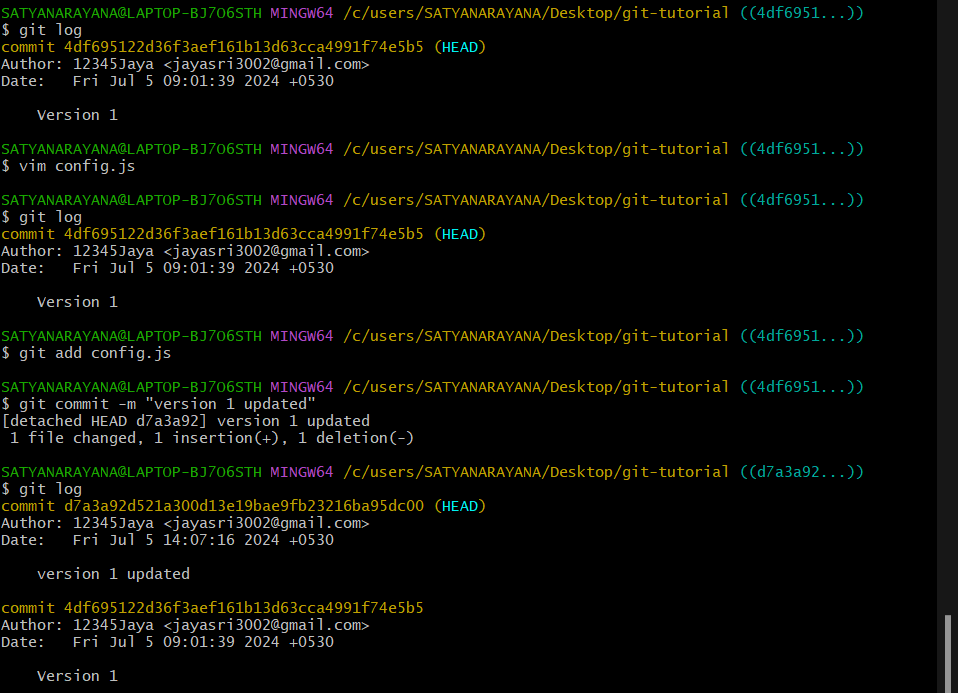 SATYANARAYANA@LAPTOP-BJ7O6STH MINGW64 /c/users/SATYANARAYANA/Desktop/git-tutorial ((4df6951...))
$ git log
commit 4df695122d36f3aef161b13d63cca4991f74e5b5 (HEAD)
Author: 12345Jaya <jayasri3002@gmail.com>
Date:   Fri Jul 5 09:01:39 2024 +0530

    Version 1

SATYANARAYANA@LAPTOP-BJ7O6STH MINGW64 /c/users/SATYANARAYANA/Desktop/git-tutorial ((4df6951...))
$ vim config.js

SATYANARAYANA@LAPTOP-BJ7O6STH MINGW64 /c/users/SATYANARAYANA/Desktop/git-tutorial ((4df6951...))
$ git log
commit 4df695122d36f3aef161b13d63cca4991f74e5b5 (HEAD)
Author: 12345Jaya <jayasri3002@gmail.com>
Date:   Fri Jul 5 09:01:39 2024 +0530

    Version 1

SATYANARAYANA@LAPTOP-BJ7O6STH MINGW64 /c/users/SATYANARAYANA/Desktop/git-tutorial ((4df6951...))
$ git add config.js

SATYANARAYANA@LAPTOP-BJ7O6STH MINGW64 /c/users/SATYANARAYANA/Desktop/git-tutorial ((4df6951...))
$ git commit -m "version 1 updated"
[detached HEAD d7a3a92] version 1 updated
 1 file changed, 1 insertion(+), 1 deletion(-)

SATYANARAYANA@LAPTOP-BJ7O6STH MINGW64 /c/users/SATYANARAYANA/Desktop/git-tutorial ((d7a3a92...))
$ git log
commit d7a3a92d521a300d13e19bae9fb23216ba95dc00 (HEAD)
Author: 12345Jaya <jayasri3002@gmail.com>
Date:   Fri Jul 5 14:07:16 2024 +0530

    version 1 updated

commit 4df695122d36f3aef161b13d63cca4991f74e5b5
Author: 12345Jaya <jayasri3002@gmail.com>
Date:   Fri Jul 5 09:01:39 2024 +0530

    Version 1